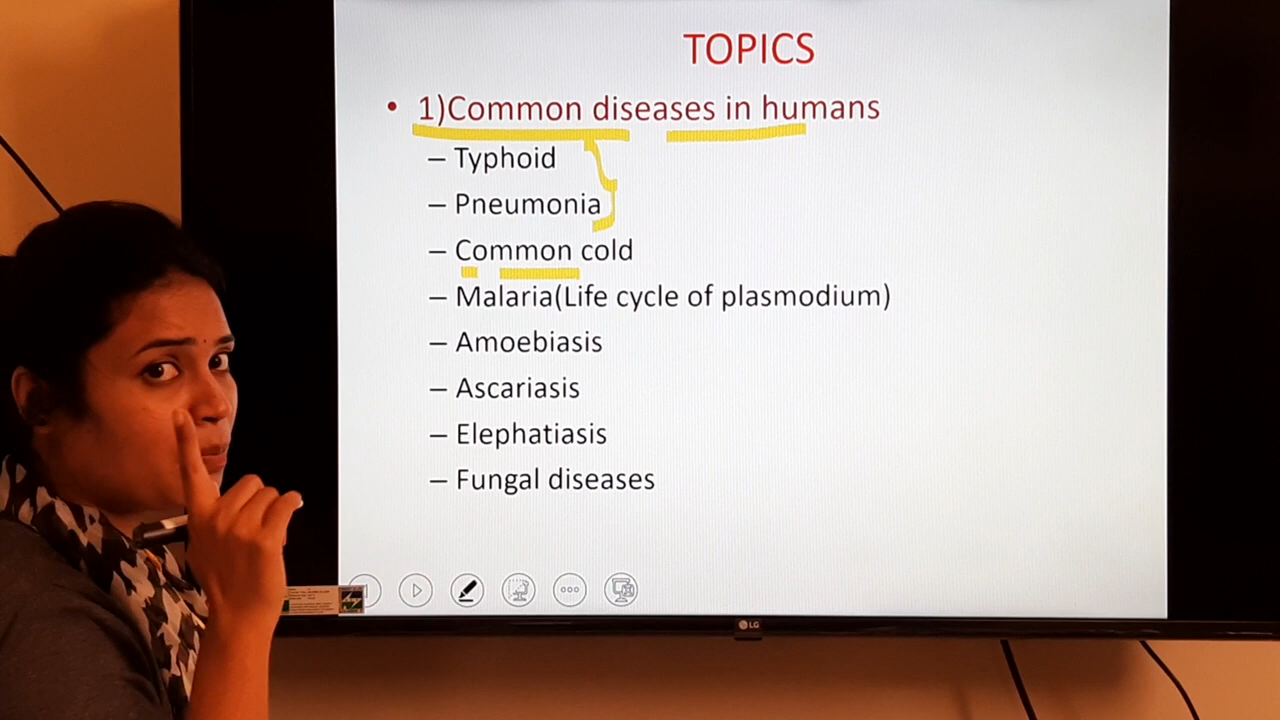 TOPICS
• 1)Common diseases in humans
– Typhoid
– Pneumonia
– Common cold
– Malaria(Life cycle of plasmodium)
– Amoebiasis
– Ascariasis
– Elephatiasis
– Fungal diseases
LG